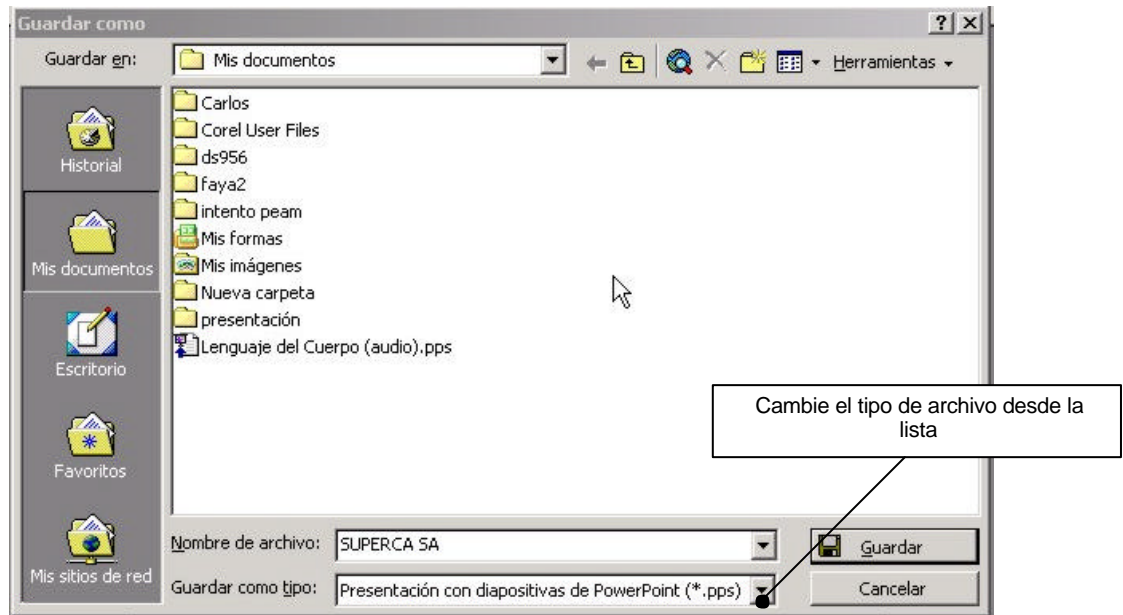 Guardar como
Guardar en: Mis documentos Herramientas
Historial
Mis documentos
Escritorio
Favoritos
Mis sitios de red
Carlos
Corel User Files
ds956
faya2
intento peam
Mis formas
Mis imágenes
Nueva carpeta
presentación
Lenguaje del Cuerpo (audio).pps
Cambie el tipo de archivo desde la
lista
Nombre de archivo: SUPERCA SA Guardar
Guardar como tipo: Presentación con diapositivas de PowerPoint (*.pps) Cancelar